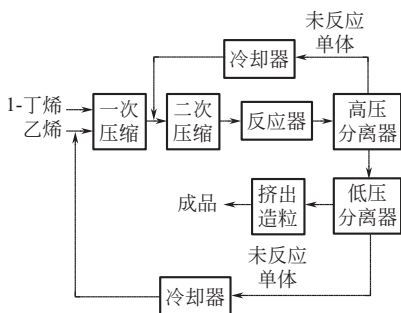 未反应
单体
冷却器
1-丁烯
乙烯
一次
压缩
二次
压缩
反应器
高压
分离器
成品
挤出
造粒
低压
分离器
未反应
单体
冷却器